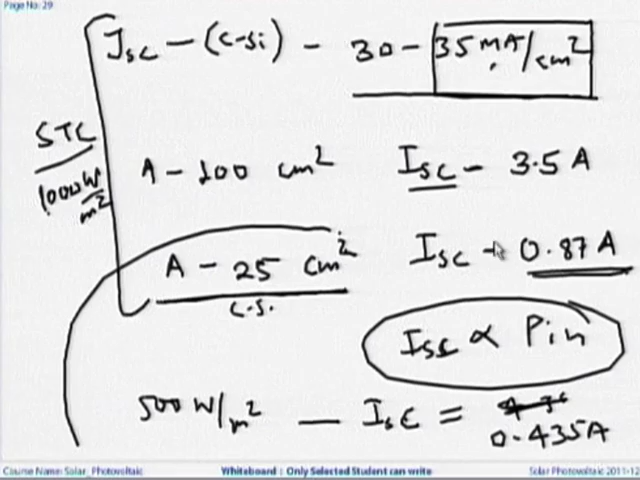 Page No: 29
Jsc – (c-si) – 30 – 35 mA/cm²
STC
1000 W/m²
A – 100 cm² Isc – 3.5 A
A – 25 cm² Isc → 0.87 A
c-si
Isc ∝ Pin
500 W/m² — Isc =
0.435A
Course Name: Solar_Photovoltaic Whiteboard : Only Selected Student can write Solar Photovoltaic 2011-12